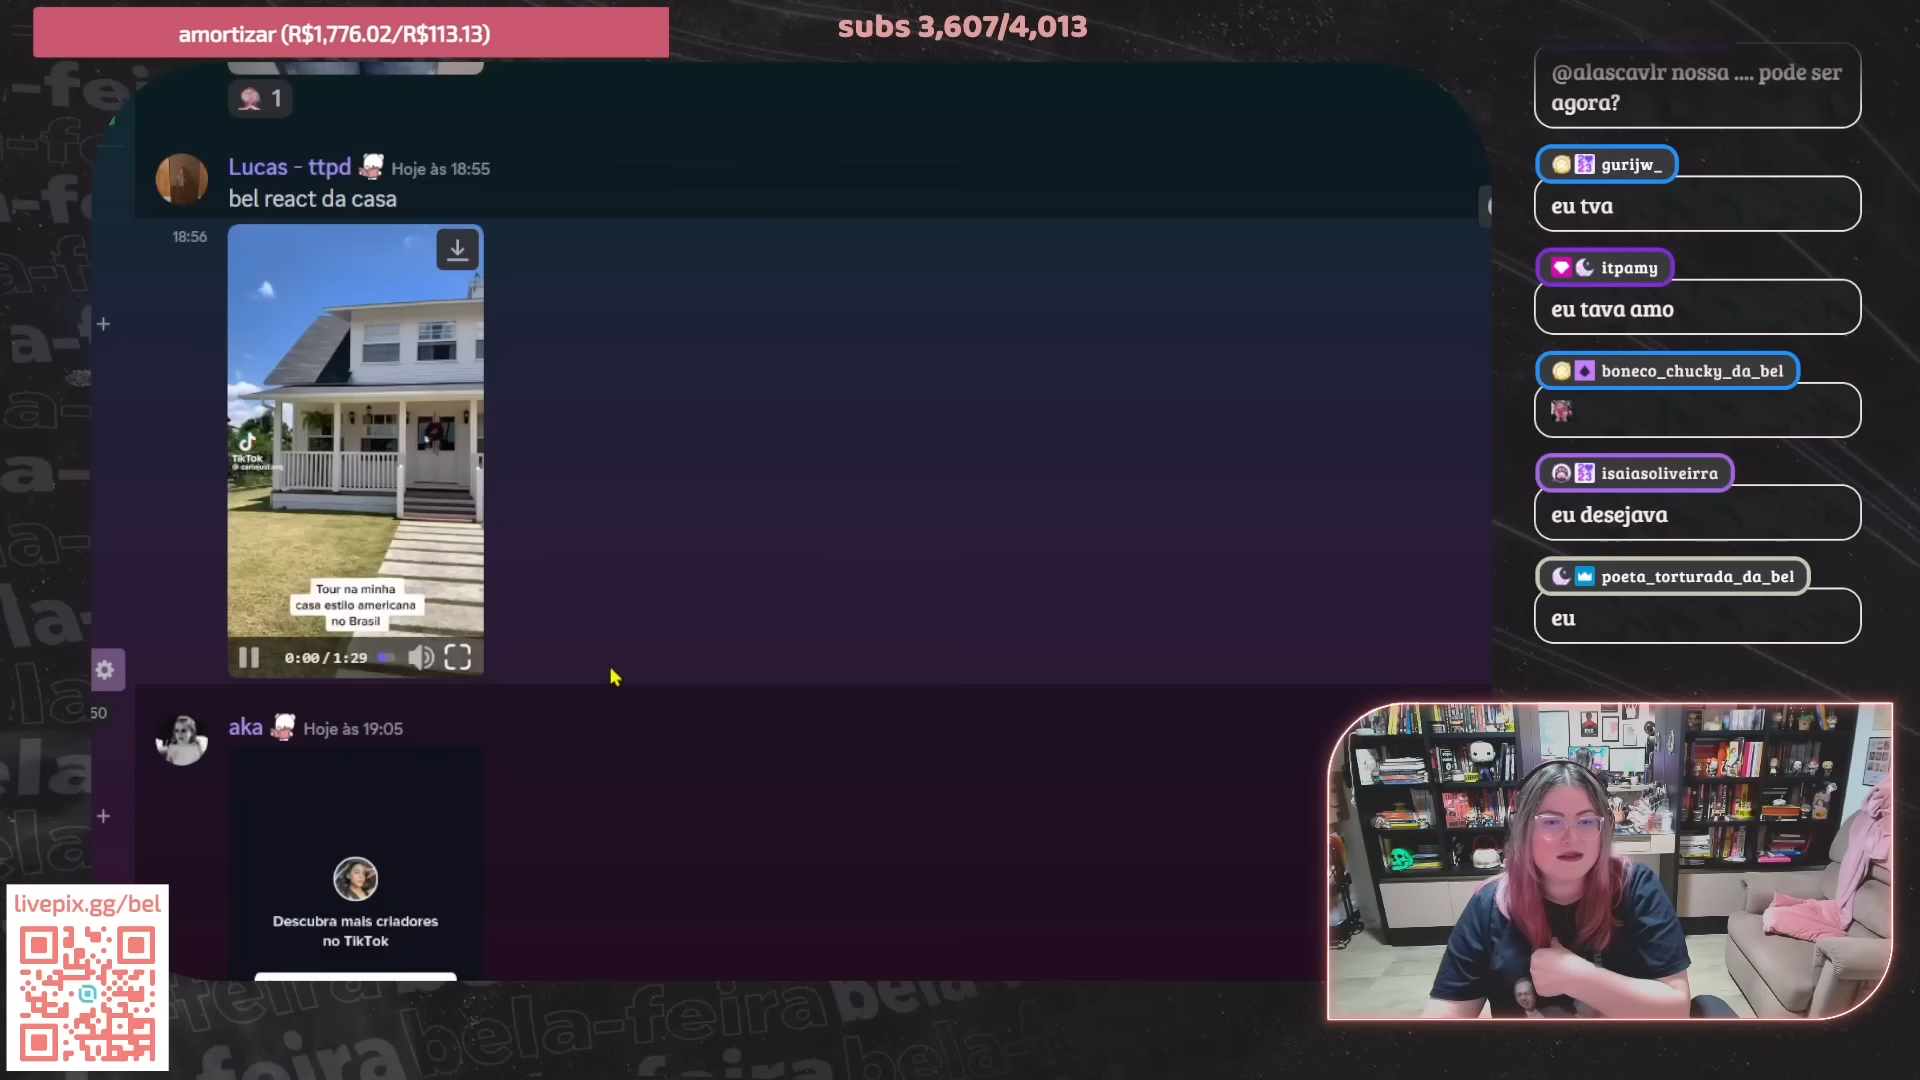 amortizar (R$1,776.02/R$113.13)
subs 3,607/4,013
1
Lucas - ttpd Hoje às 18:55
bel react da casa
18:56
TikTok
Tour na minha
casa estilo americana
no Brasil
0:00 / 1:29
50
aka Hoje às 19:05
Descubra mais criadores
no TikTok
livepix.gg/bel
@alascavlr nossa .... pode ser
agora?
gurijw_
eu tva
itpamy
eu tava amo
boneco_chucky_da_bel
isaiasoliveirra
eu desejava
poeta_torturada_da_bel
eu
bela-feira